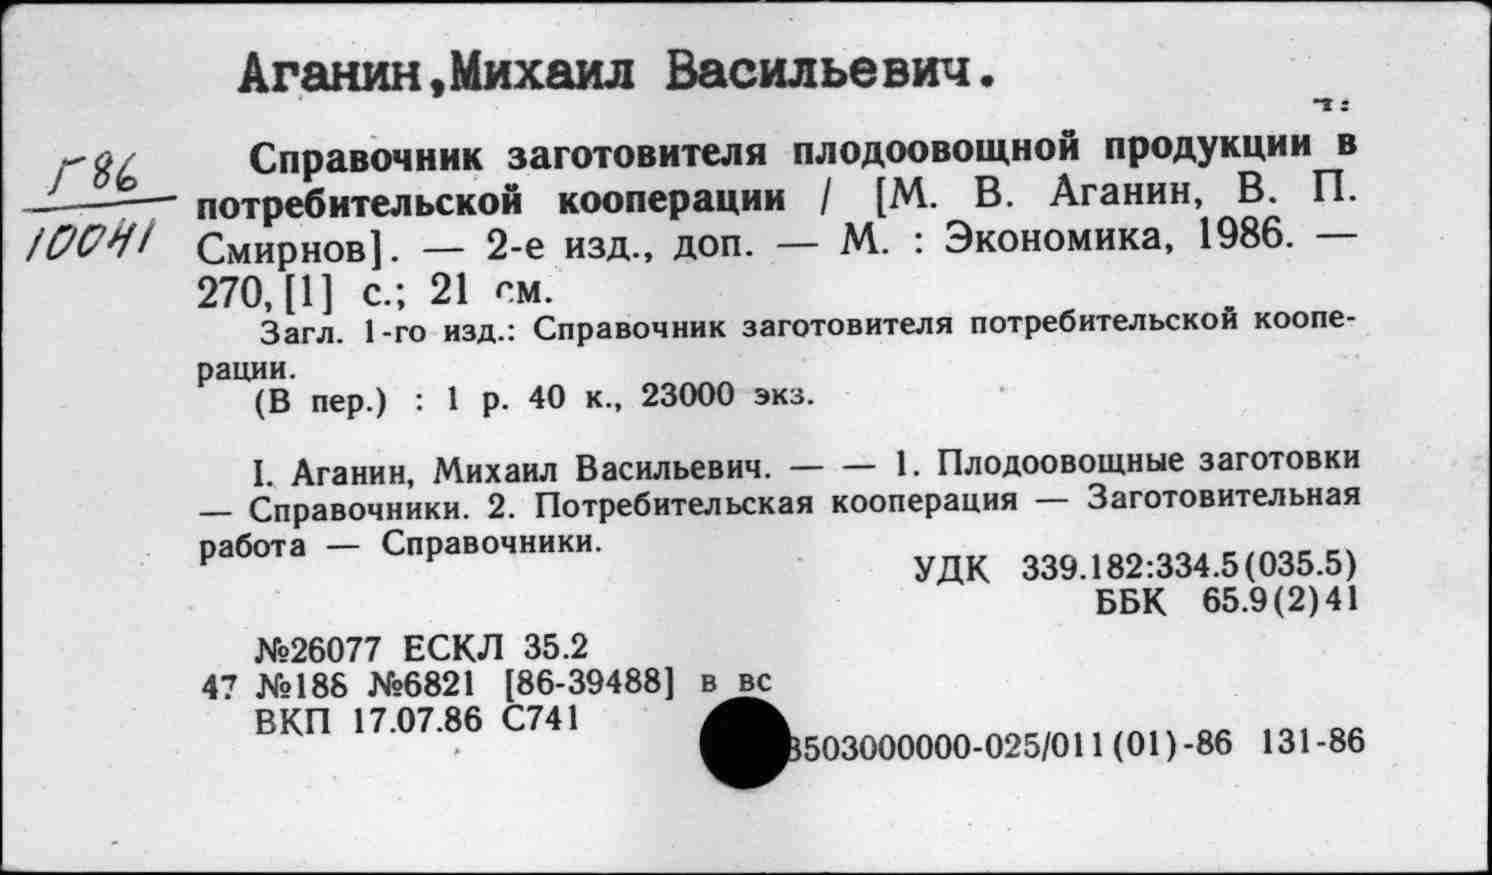 Аганин,Михаил Васильевич.
Г86
10041
Справочник заготовителя плодоовощной продукции в
потребительской кооперации / [М. В. Аганин, В. П.
Смирнов]. — 2-е изд., доп. — М. : Экономика, 1986. —
270, [1] с.; 21 см.
Загл. 1-го изд.: Справочник заготовителя потребительской коопе-
рации.
(В пер.) : 1 р. 40 к., 23000 экз.
I. Аганин, Михаил Васильевич. — — 1. Плодоовощные заготовки
— Справочники. 2. Потребительская кооперация — Заготовительная
работа — Справочники.
УДК 339.182:334.5(035.5)
ББК 65.9(2)41
№26077 ЕСКЛ 35.2
47 №188 №6821 [86-39488] в вс
ВКП 17.07.86 С741
3503000000-025/011(01)-86 131-86